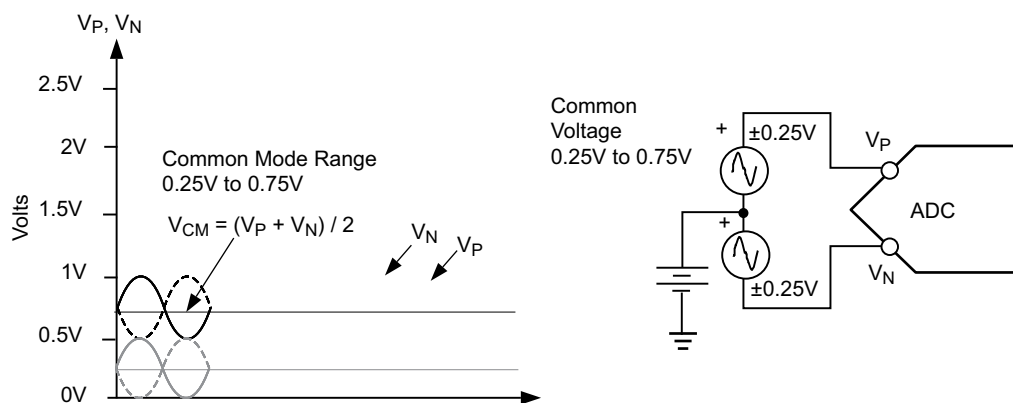 VP, VN
Volts
2.5V
2V
1.5V
1V
0.5V
0V
Common Mode Range
0.25V to 0.75V
VCM = (VP + VN) / 2
VN
VP
Common
Voltage
0.25V to 0.75V
+
±0.25V
+
±0.25V
VP
VN
ADC